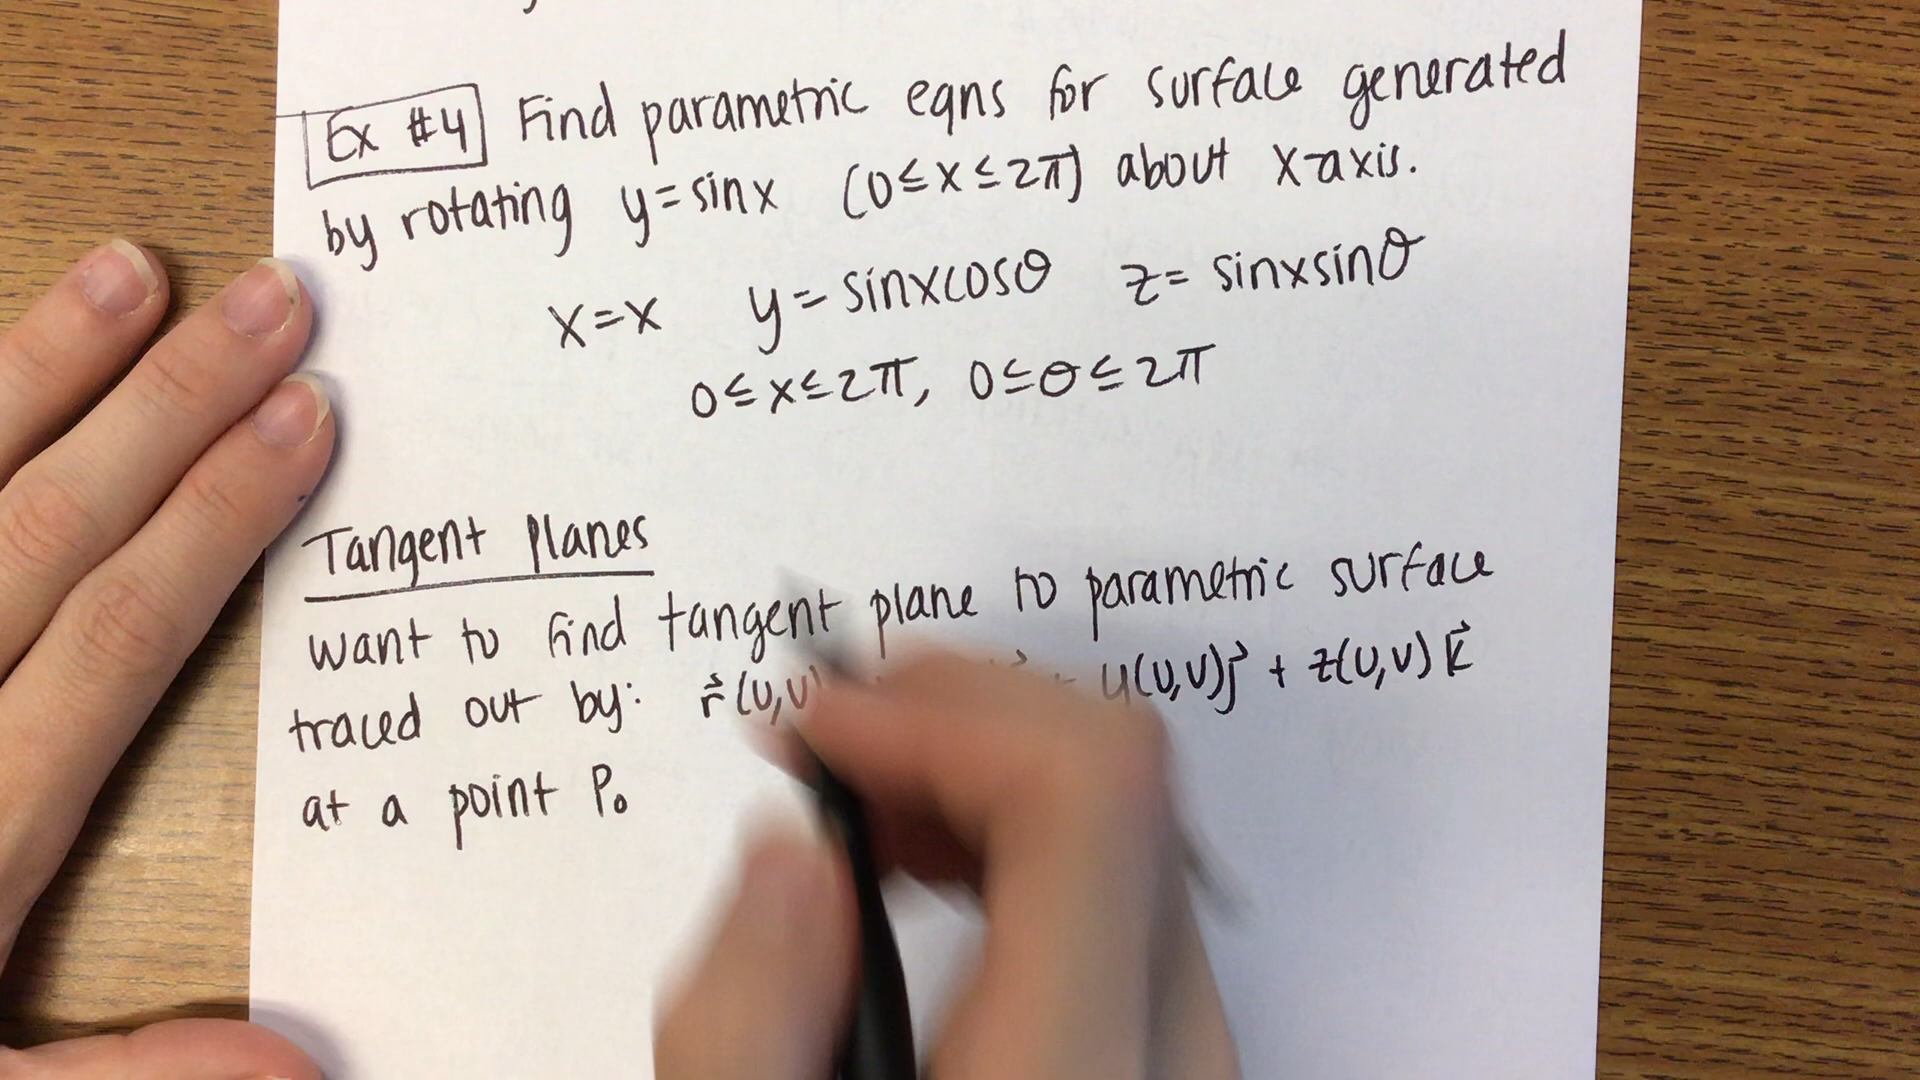 Ex #4 Find parametric eqns for surface generated
by rotating y=sinx (0≤x≤2π) about x-axis.
x=x y=sinxcosθ z=sinxsinθ
0≤x≤2π, 0≤θ≤2π
Tangent Planes
want to find tangent plane to parametric surface
traced out by: r⃗(u,v) y(u,v)j⃗ + z(u,v)k⃗
at a point P₀